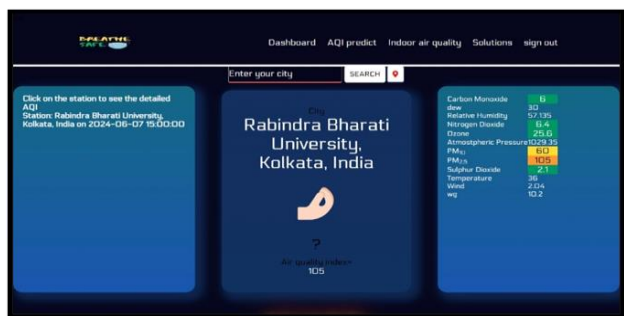 BREATHE
SAFE
Dashboard AQI predict Indoor air quality Solutions sign out
Enter your city SEARCH
Click on the station to see the detailed
AQI
Station: Rabindra Bharati University,
Kolkata, India on 2024-06-07 15:00:00
City
Rabindra Bharati
University,
Kolkata, India
?
Air quality index=
105
Carbon Monoxide 6
dew 30
Relative Humidity 57.135
Nitrogen Dioxide 6.4
Ozone 25.6
Atmostpheric Pressure 1029.35
60
PM2.5 105
Sulphur Dioxide 2.1
Temperature 36
Wind 2.04
wg 10.2